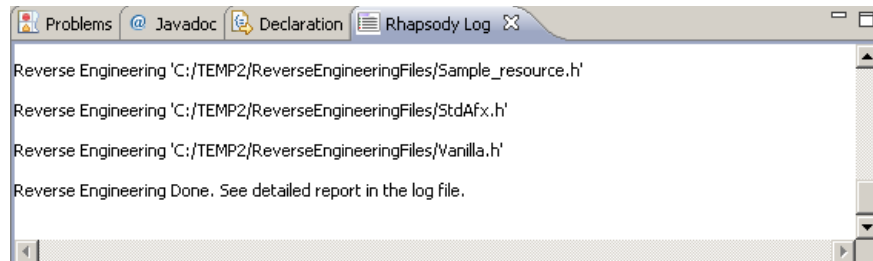 Problems @ Javadoc Declaration Rhapsody Log
Reverse Engineering 'C:/TEMP2/ReverseEngineeringFiles/Sample_resource.h'
Reverse Engineering 'C:/TEMP2/ReverseEngineeringFiles/StdAfx.h'
Reverse Engineering 'C:/TEMP2/ReverseEngineeringFiles/Vanilla.h'
Reverse Engineering Done. See detailed report in the log file.